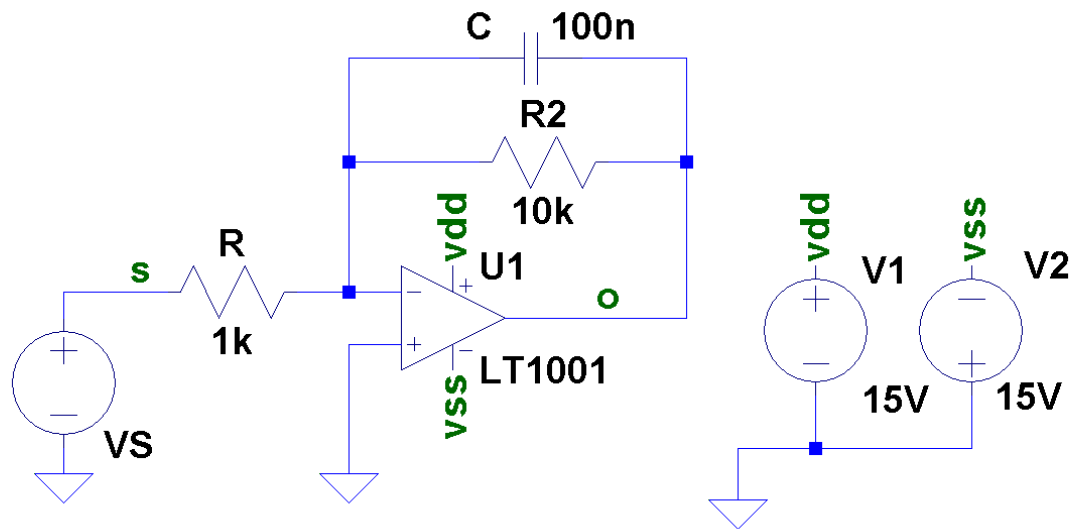 C 100n
R2
10k
vdd
vdd
vss
R
U1
V1
V2
s
o
+
-
+
+
-
1k
-
+
-
LT1001
vss
+
-
-
+
15V
15V
VS